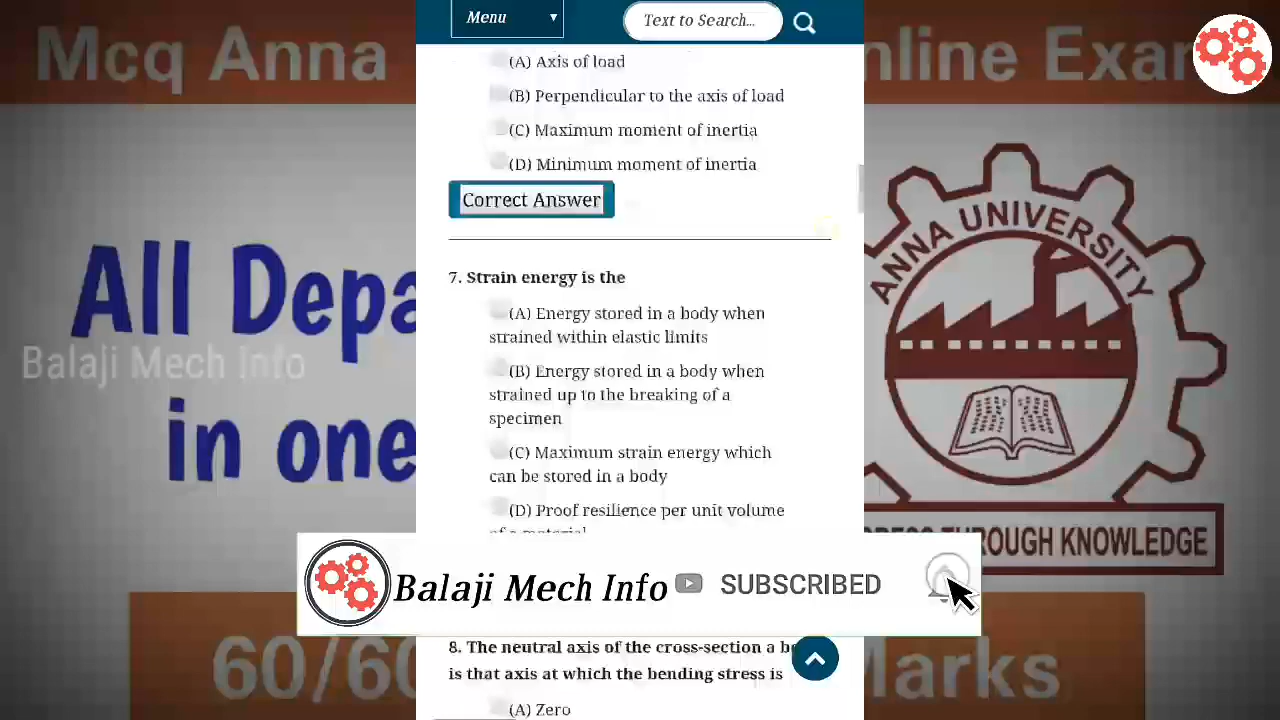 Mcq Anna
nline Exa
Menu
Text to Search...
(A) Axis of load
(B) Perpendicular to the axis of load
(C) Maximum moment of inertia
(D) Minimum moment of inertia
Correct Answer
7. Strain energy is the
(A) Energy stored in a body when
strained within elastic limits
(B) Energy stored in a body when
strained up to the breaking of a
specimen
(C) Maximum strain energy which
can be stored in a body
(D) Proof resilience per unit volume
of a material
8. The neutral axis of the cross-section a be
is that axis at which the bending stress is
(A) Zero
All Depa
Balaji Mech Info
in one
ANNA UNIVERSITY
RESS THROUGH KNOWLEDGE
Balaji Mech Info
SUBSCRIBED
60/60
Marks